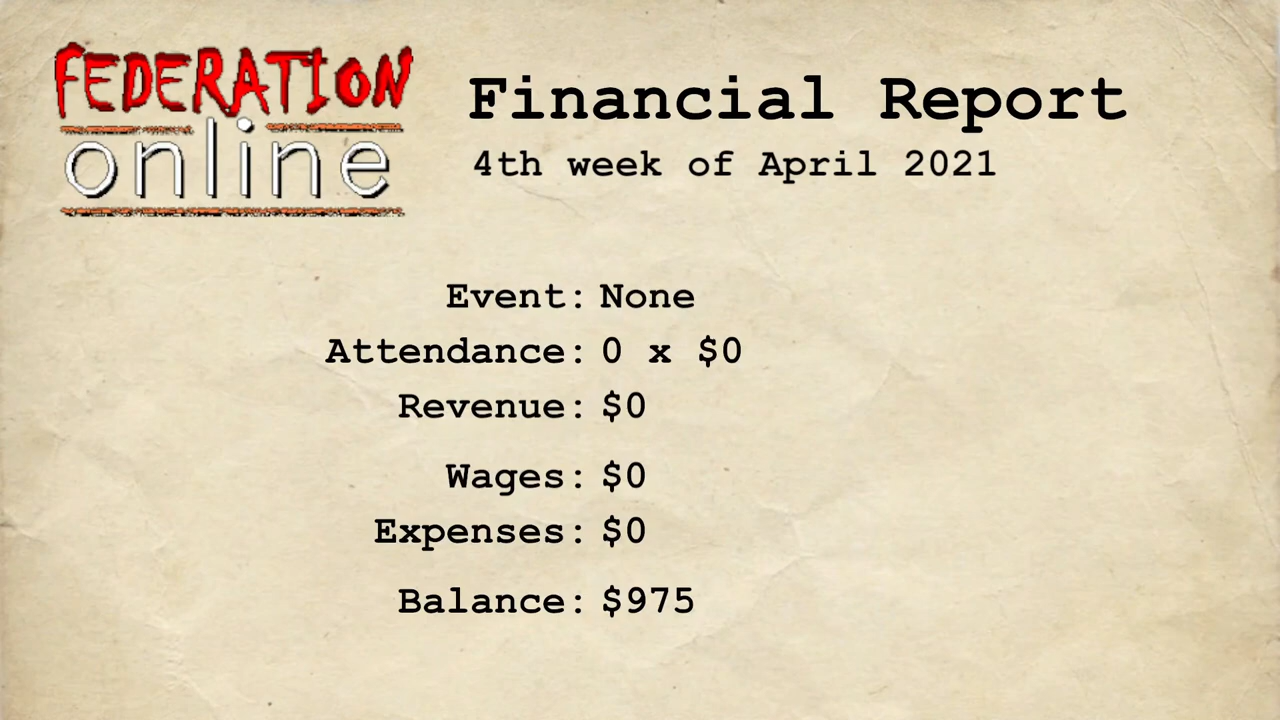 FEDERATION
online
Financial Report
4th week of April 2021
Event: None
Attendance: 0 x $0
Revenue: $0
Wages: $0
Expenses: $0
Balance: $975